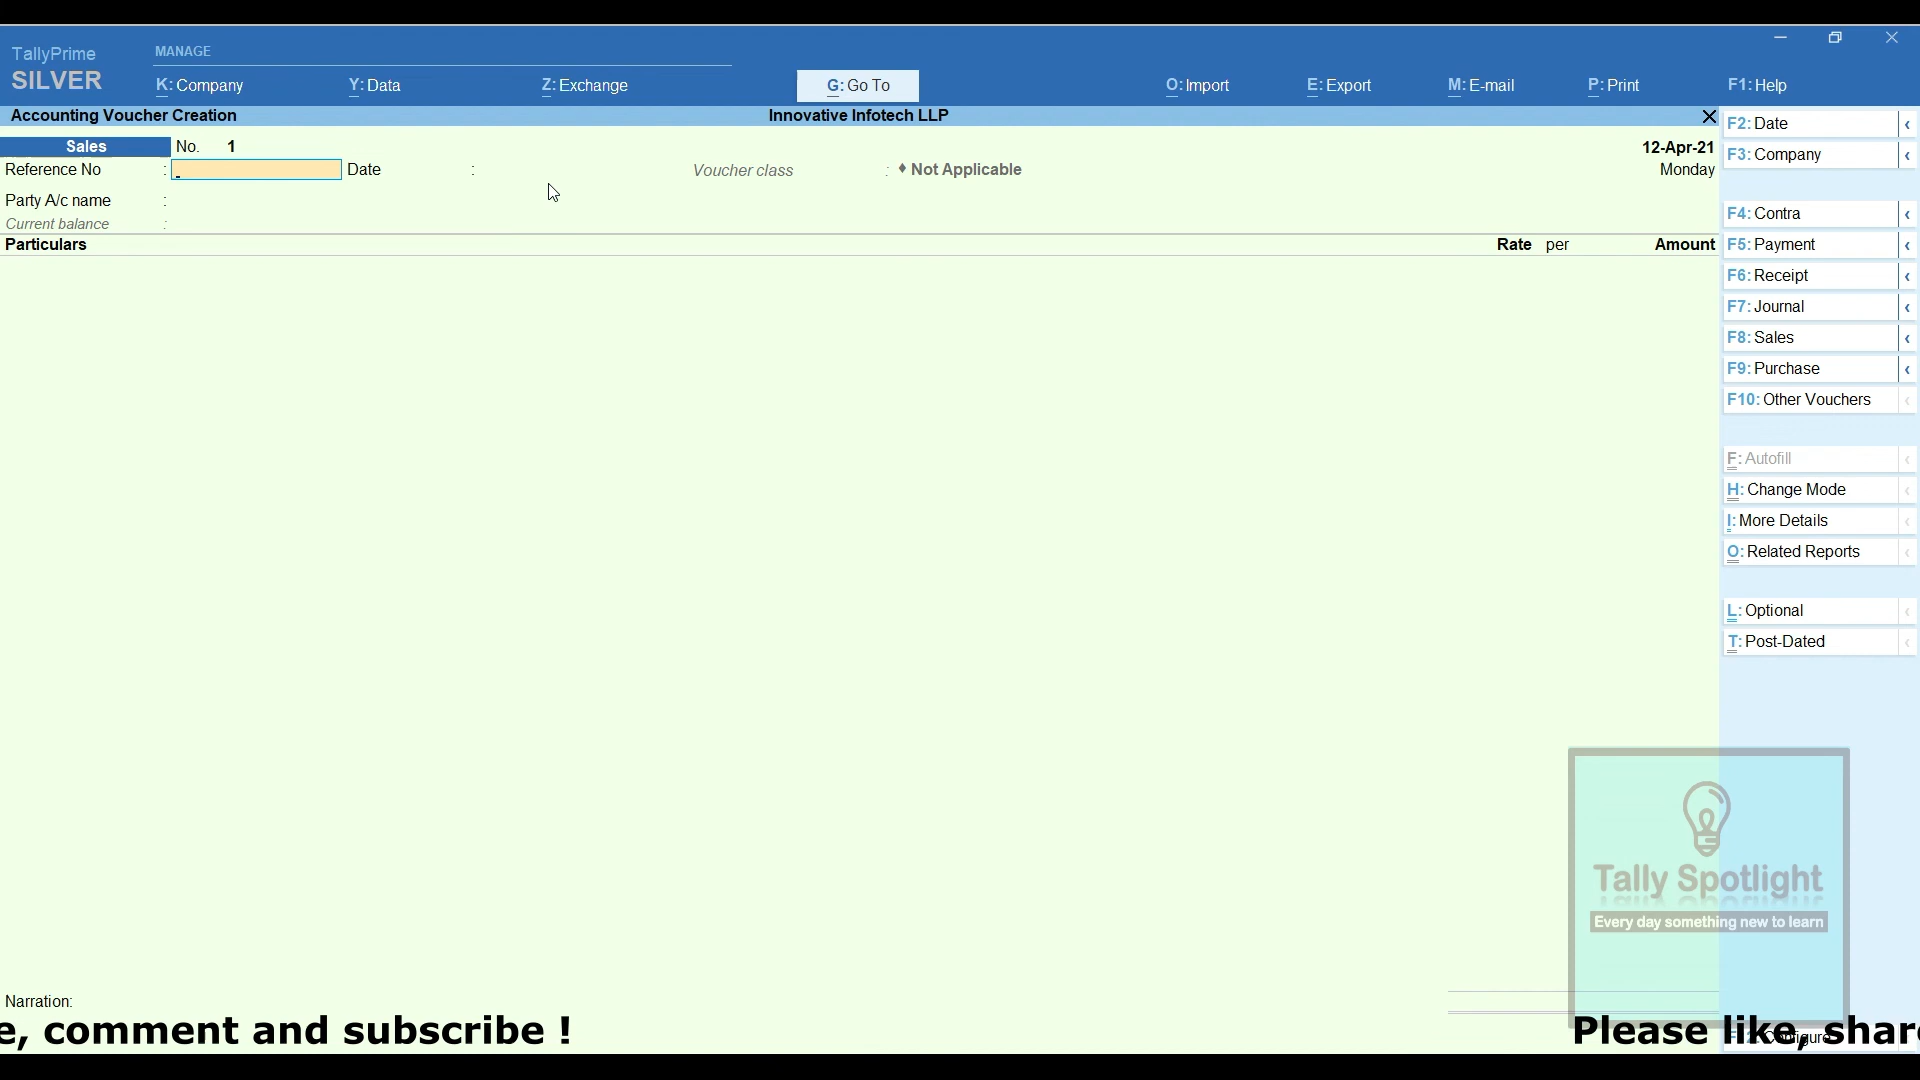 TallyPrime
SILVER
MANAGE
K: Company
Y: Data
Z: Exchange
G: Go To
O: Import
E: Export
M: E-mail
P: Print
F1: Help
Accounting Voucher Creation
Innovative Infotech LLP
Sales
No. 1
12-Apr-21
Reference No :
Date :
Voucher class : ♦ Not Applicable
Monday
Party A/c name :
Current balance :
Particulars
Rate per
Amount
F2: Date
F3: Company
F4: Contra
F5: Payment
F6: Receipt
F7: Journal
F8: Sales
F9: Purchase
F10: Other Vouchers
F: Autofill
H: Change Mode
I: More Details
O: Related Reports
L: Optional
T: Post-Dated
Tally Spotlight
Every day something new to learn
Narration:
e, comment and subscribe !
Please like, share
Configure